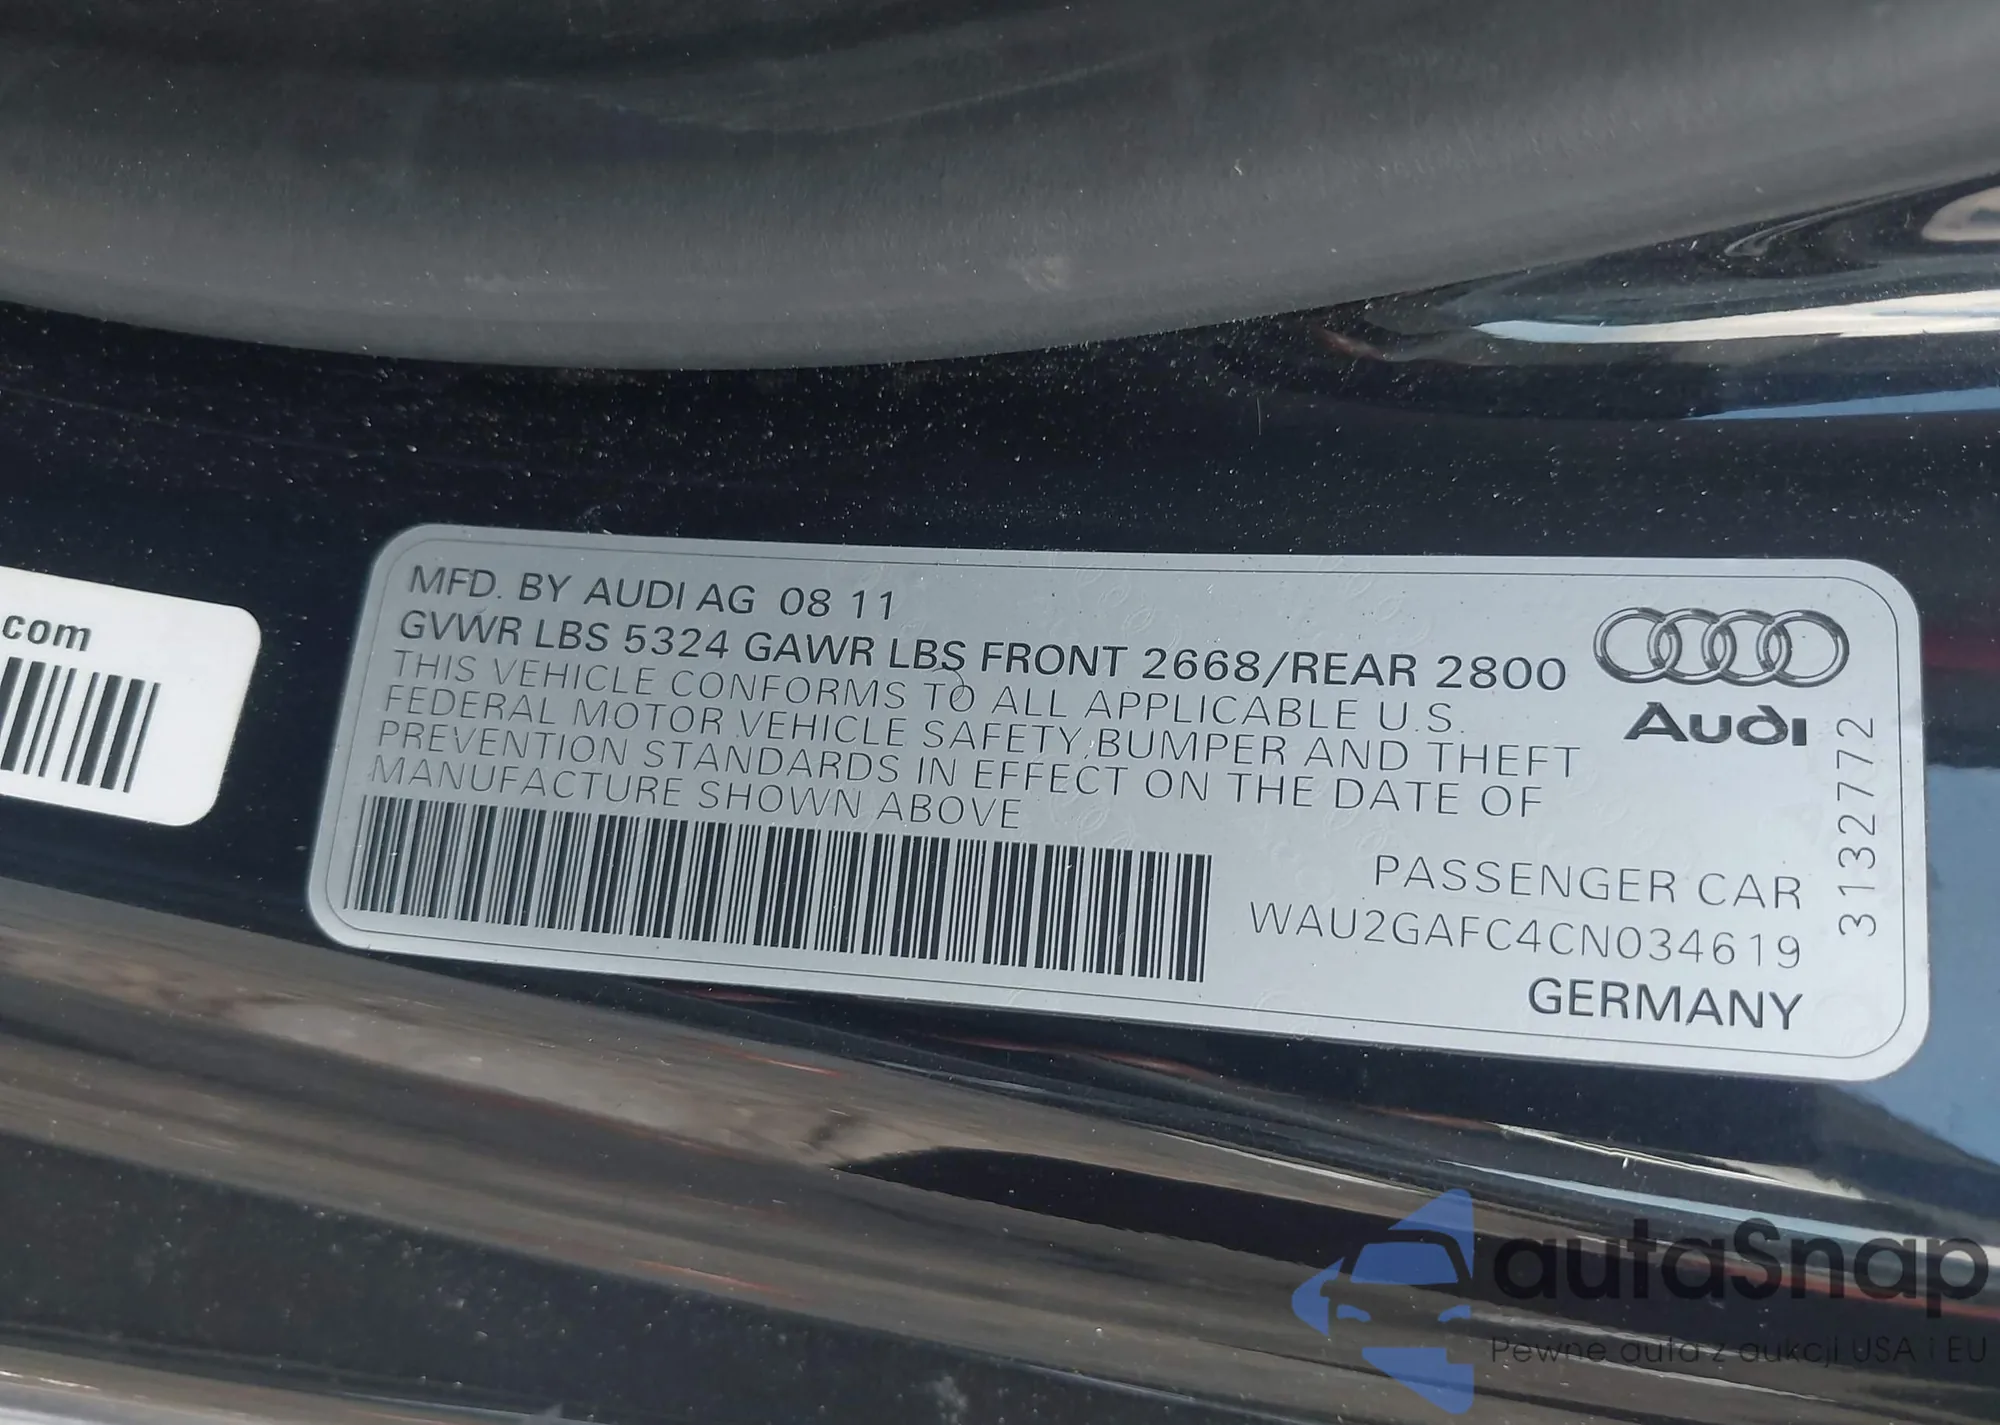 .com
MFD. BY AUDI AG 08 11
GVWR LBS 5324 GAWR LBS FRONT 2668/REAR 2800
THIS VEHICLE CONFORMS TO ALL APPLICABLE U.S.
FEDERAL MOTOR VEHICLE SAFETY,BUMPER AND THEFT
PREVENTION STANDARDS IN EFFECT ON THE DATE OF
MANUFACTURE SHOWN ABOVE
Audi
3132772
PASSENGER CAR
WAU2GAFC4CN034619
GERMANY
autaSnap
Pewne auta z aukcji USA i EU